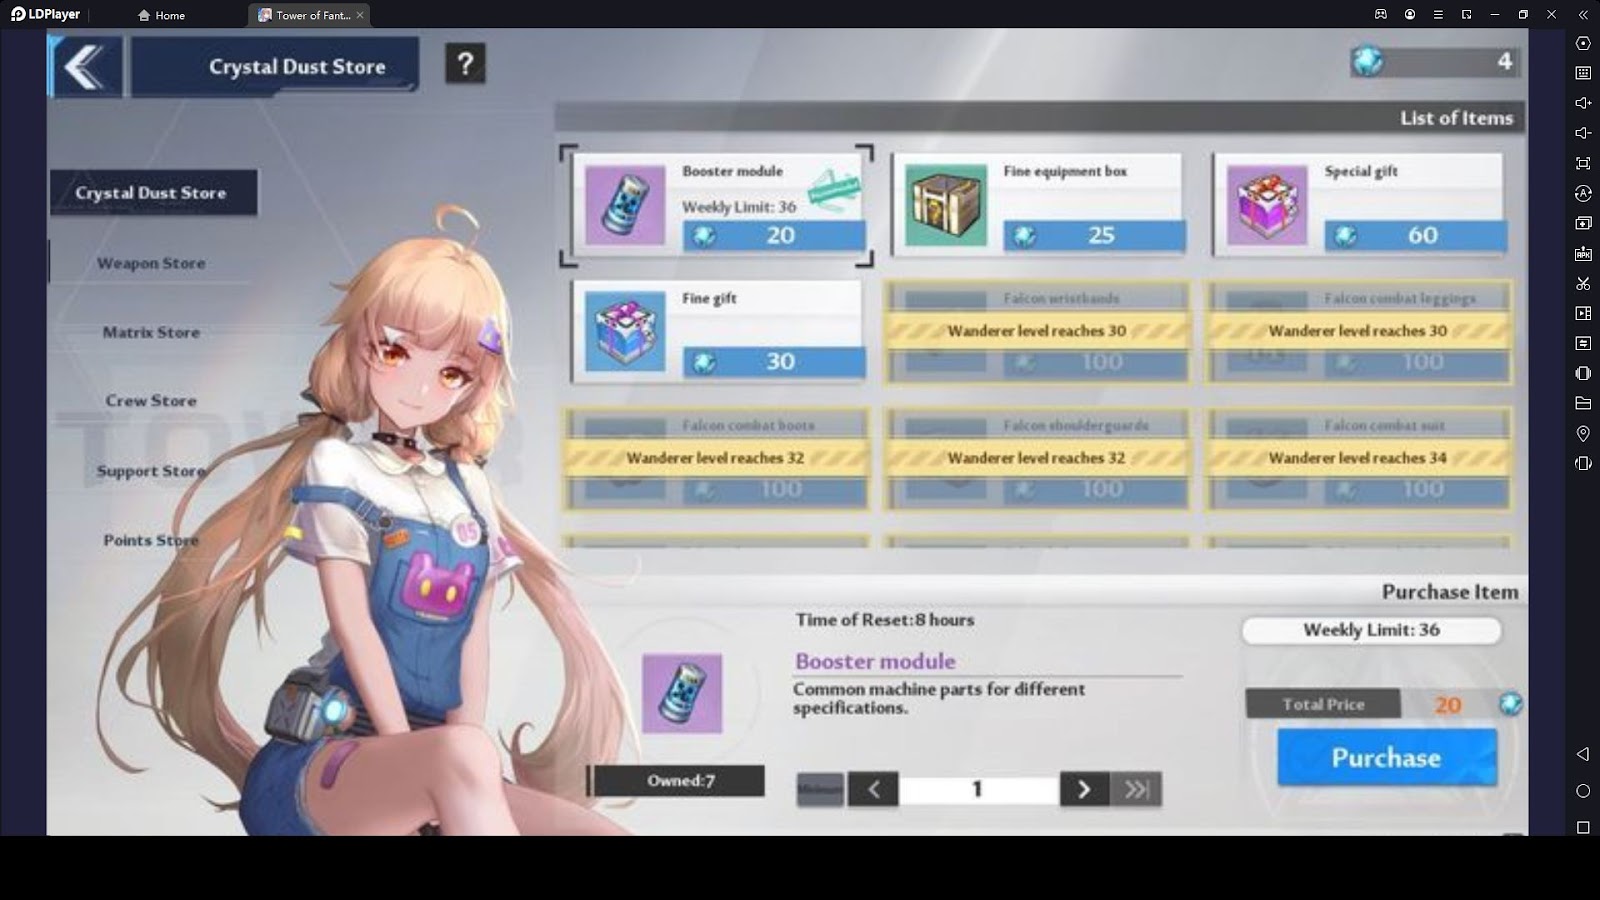 LDPlayer
Home
Tower of Fant...
Crystal Dust Store
?
4
List of Items
Crystal Dust Store
Weapon Store
Matrix Store
Crew Store
Support Store
Points Store
Booster module
Weekly Limit: 36
20
Fine equipment box
25
Special gift
60
Fine gift
30
Falcon wristbands
Wanderer level reaches 30
100
Falcon combat leggings
Wanderer level reaches 30
100
Falcon combat boots
Wanderer level reaches 32
100
Falcon shoulderguards
Wanderer level reaches 32
100
Falcon combat suit
Wanderer level reaches 34
100
05
Purchase Item
Time of Reset:8 hours
Weekly Limit: 36
Booster module
Common machine parts for different
specifications.
Total Price
20
Purchase
Owned:7
1